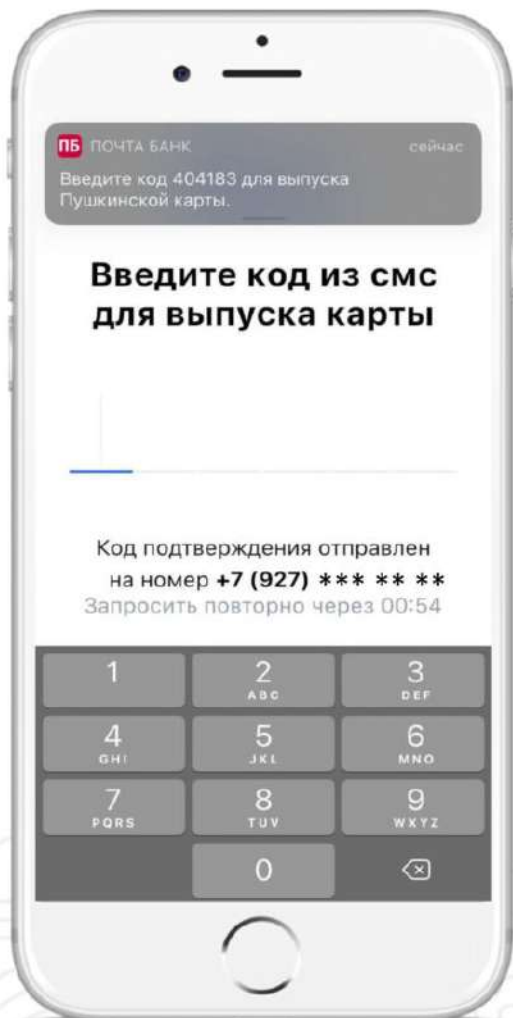 ПБ ПОЧТА БАНК сейчас
Введите код 404183 для выпуска
Пушкинской карты.
Введите код из смс
для выпуска карты
Код подтверждения отправлен
на номер +7 (927) *** ** **
Запросить повторно через 00:54
1 2 3
ABC DEF
4 5 6
GHI JKL MNO
7 8 9
PQRS TUV WXYZ
0